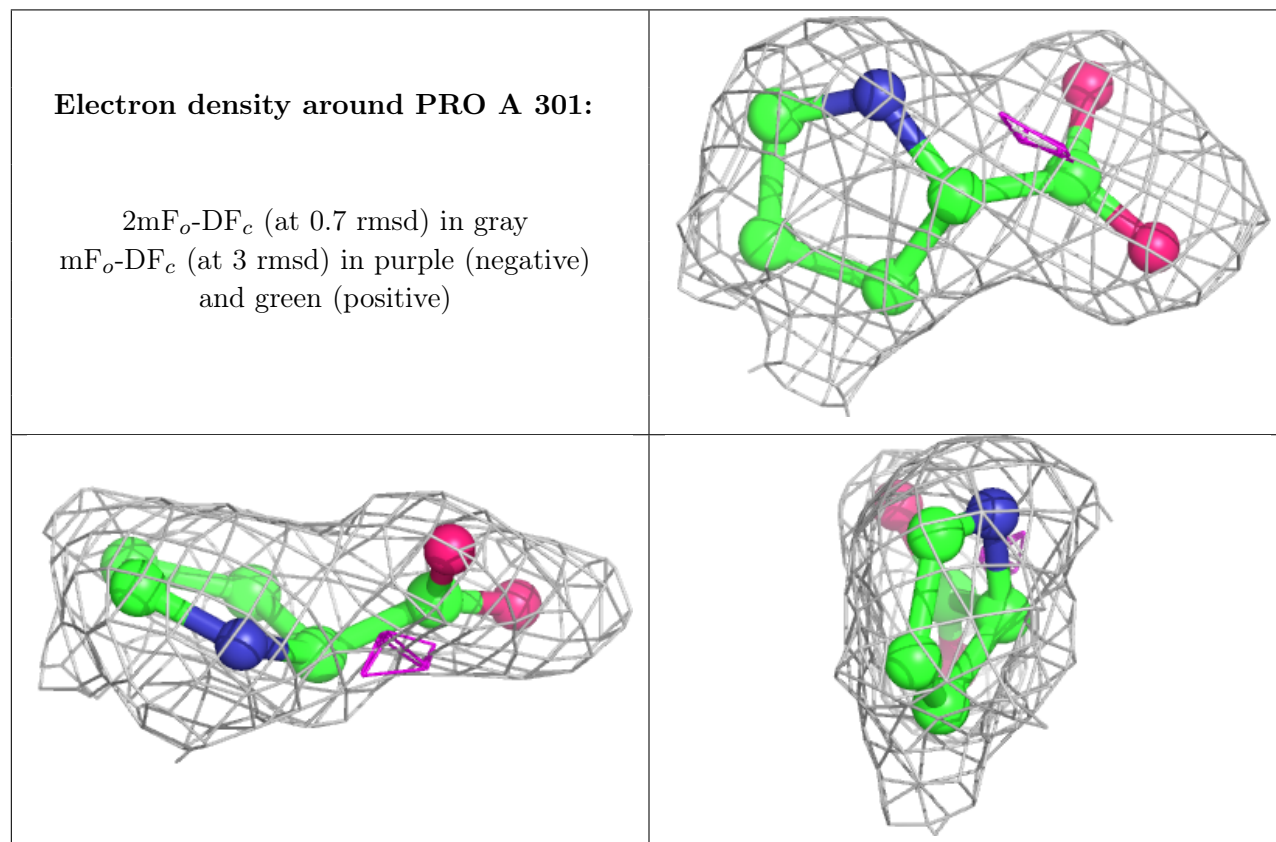 Electron density around PRO A 301:
2mFo-DFc (at 0.7 rmsd) in gray
mFo-DFc (at 3 rmsd) in purple (negative)
and green (positive)